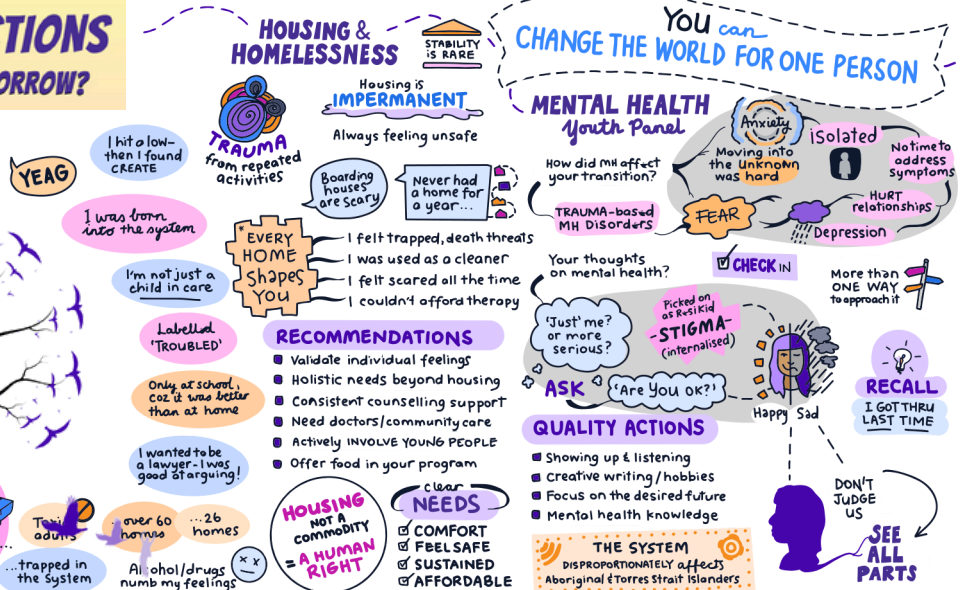 CTIONS
ORROW?
YEAG
I hit a low-
then I found
CREATE
I was born
into the system
I'm not just a
child in care
Labelled
'TROUBLED'
Only at school,
coz it was better
than at home
I wanted to be
a lawyer-I was
good at arguing!
adults
...over 60
homes
...26
homes
...
...trapped in
the system
Alcohol/drugs
numb my feelings
HOUSING &
HOMELESSNESS
STABILITY
IS RARE
TRAUMA
from repeated
activities
Housing is
IMPERMANENT
Always feeling unsafe
Boarding
houses
are scary
Never had
a home for
a year...
*EVERY
HOME
Shapes
YOU
I felt trapped, death threats
I was used as a cleaner
I felt scared all the time
I couldn't afford therapy
RECOMMENDATIONS
Validate individual feelings
Holistic needs beyond housing
Consistent counselling support
Need doctors/community care
Actively INVOLVE YOUNG PEOPLE
Offer food in your program
HOUSING
NOT A
COMMODITY
= A HUMAN
RIGHT
clear
NEEDS
COMFORT
FEEL SAFE
SUSTAINED
AFFORDABLE
You can
CHANGE THE WORLD FOR ONE PERSON
MENTAL HEALTH
Youth Panel
How did MH affect
your transition?
TRAUMA-based
MH Disorders
Anxiety
Moving into
the unknown
was hard
isolated
No time to
address
symptoms
FEAR
HURT
relationships
Depression
Your thoughts
on mental health?
CHECK IN
More than
ONE WAY
to approach it
'Just' me?
or more
serious?
Picked on
as Resi Kid
-STIGMA-
(internalised)
ASK
'Are You OK?'
Happy Sad
RECALL
I GOT THRU
LAST TIME
QUALITY ACTIONS
Showing up & listening
Creative writing/hobbies
Focus on the desired future
Mental health knowledge
THE SYSTEM
DISPROPORTIONATELY affects
Aboriginal & Torres Strait Islanders
DON'T
JUDGE
US
SEE
ALL
PARTS